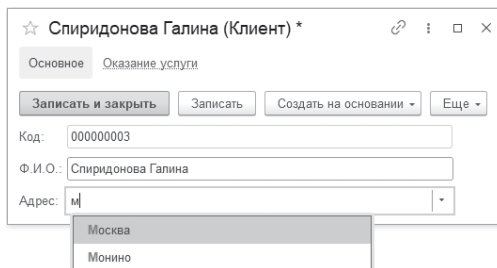 Спиридонова Галина (Клиент) *
Основное Оказание услуги
Записать и закрыть Записать Создать на основании Еще
Код: 000000003
Ф.И.О.: Спиридонова Галина
Адрес: м
Москва
Монино